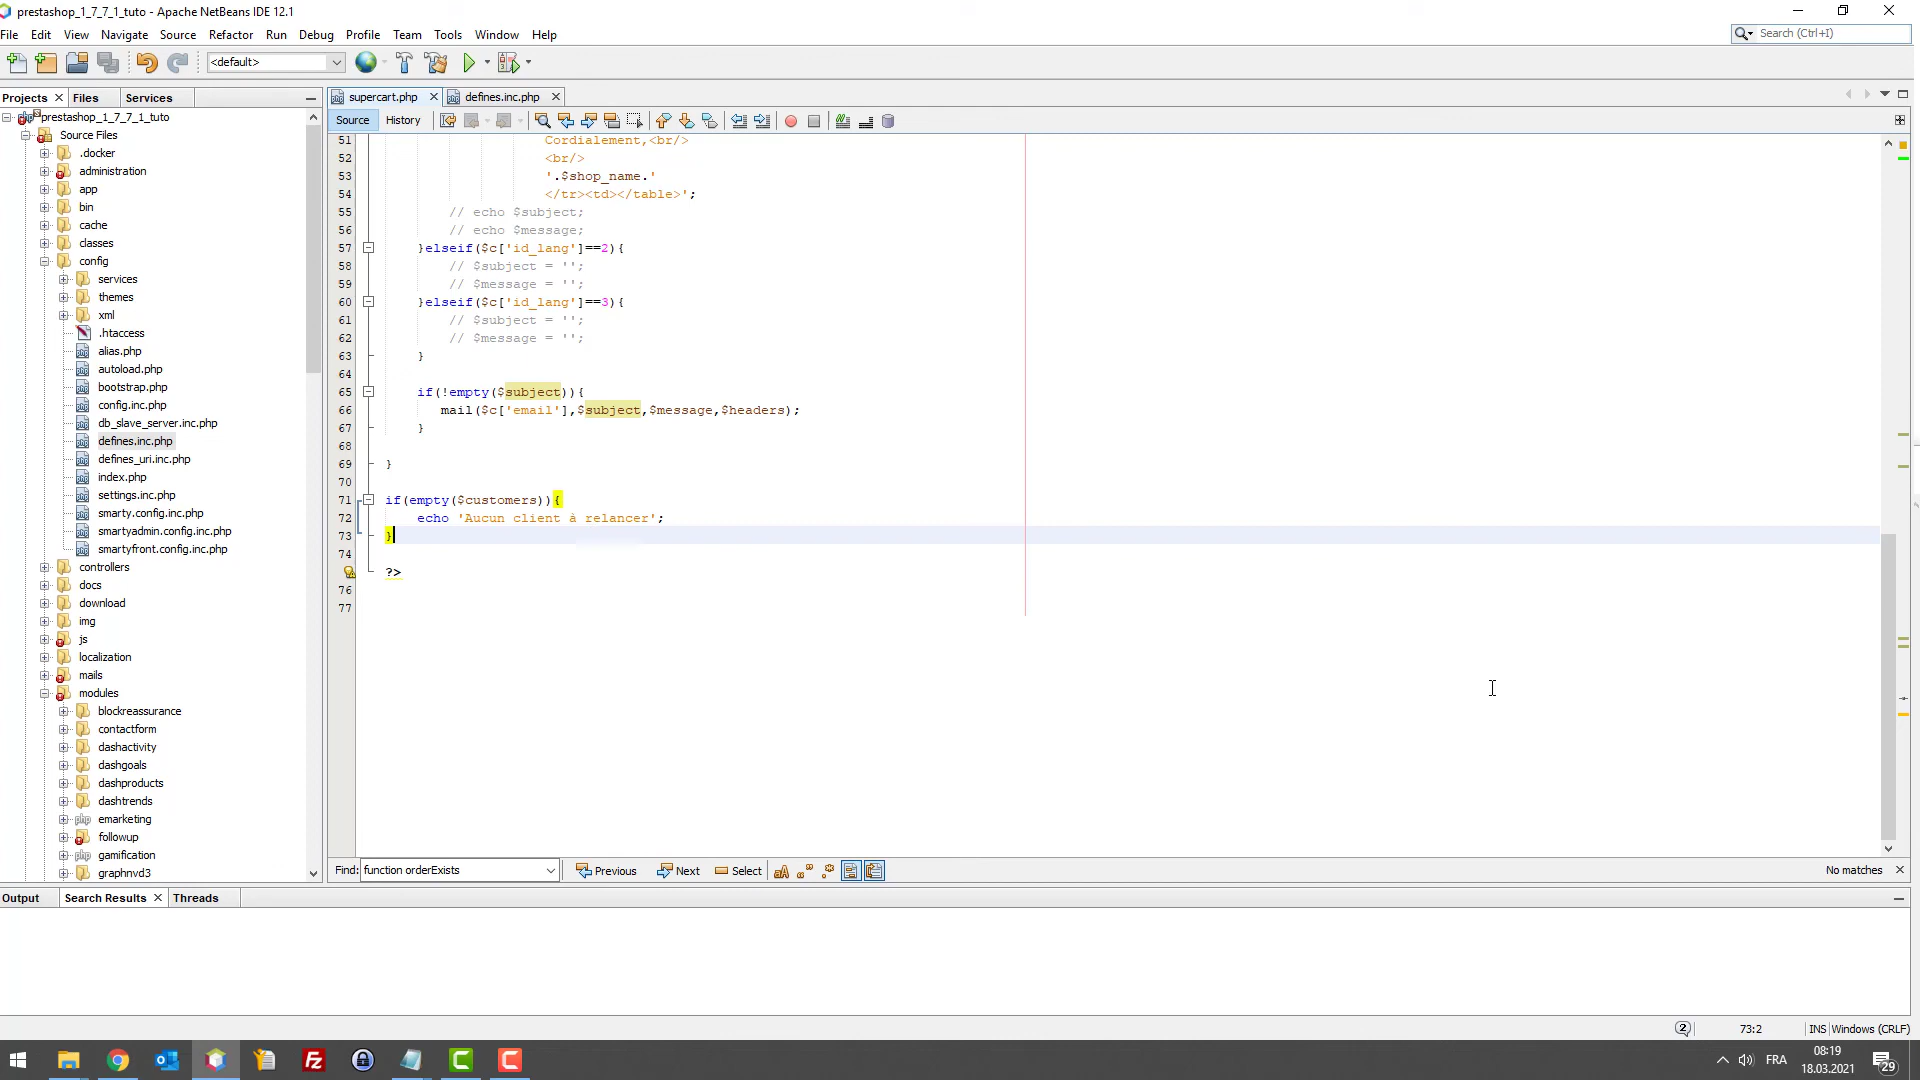 prestashop_1_7_7_1_tuto - Apache NetBeans IDE 12.1
File Edit View Navigate Source Refactor Run Debug Profile Team Tools Window Help
Search (Ctrl+I)
<default>
Projects Files Services
supercart.php defines.inc.php
Source History
prestashop_1_7_7_1_tuto
Source Files
.docker
administration
app
bin
cache
classes
config
services
themes
xml
.htaccess
alias.php
autoload.php
bootstrap.php
config.inc.php
db_slave_server.inc.php
defines.inc.php
defines_uri.inc.php
index.php
settings.inc.php
smarty.config.inc.php
smartyadmin.config.inc.php
smartyfront.config.inc.php
controllers
docs
download
img
js
localization
mails
modules
blockreassurance
contactform
dashactivity
dashgoals
dashproducts
dashtrends
emarketing
followup
gamification
graphnvd3
51 Cordialement,<br/>
52 <br/>
53 '.$shop_name.'
54 </tr><td></table>';
55 // echo $subject;
56 // echo $message;
57 }elseif($c['id_lang']==2){
58 // $subject = '';
59 // $message = '';
60 }elseif($c['id_lang']==3){
61 // $subject = '';
62 // $message = '';
63 }
64
65 if(!empty($subject)){
66 mail($c['email'],$subject,$message,$headers);
67 }
68
69 }
70
71 if(empty($customers)){
72 echo 'Aucun client à relancer';
73 }
74
?>
76
77
Find: function orderExists Previous Next Select No matches
Output Search Results Threads
2 73:2 INS Windows (CRLF)
FRA
08:19
18.03.2021
29